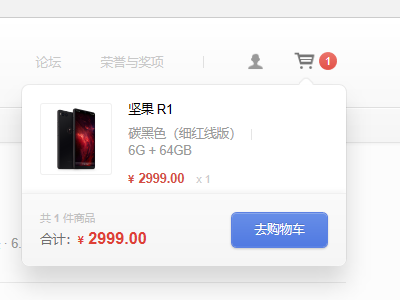 论坛 荣誉与奖项 1
坚果 R1
碳黑色（细红线版）
6G + 64GB
¥ 2999.00 x 1
共 1 件商品
· 6.
合计：¥ 2999.00
去购物车